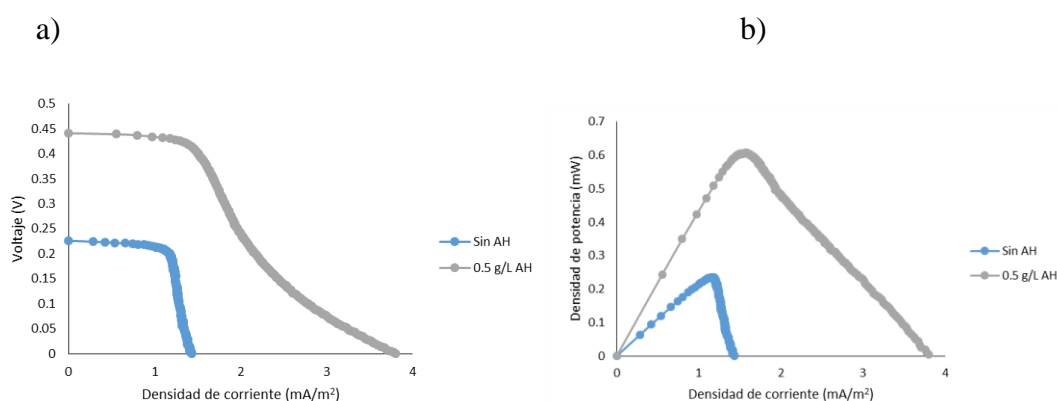 a)
b)
0.5
0.45
0.4
0.35
0.3
0.25
0.2
0.15
0.1
0.05
0
Voltaje (V)
0 1 2 3 4
Densidad de corriente (mA/m²)
Sin AH
0.5 g/L AH
0.7
0.6
0.5
0.4
0.3
0.2
0.1
0
Densidad de potencia (mW)
0 1 2 3 4
Densidad de corriente (mA/m²)
Sin AH
0.5 g/L AH